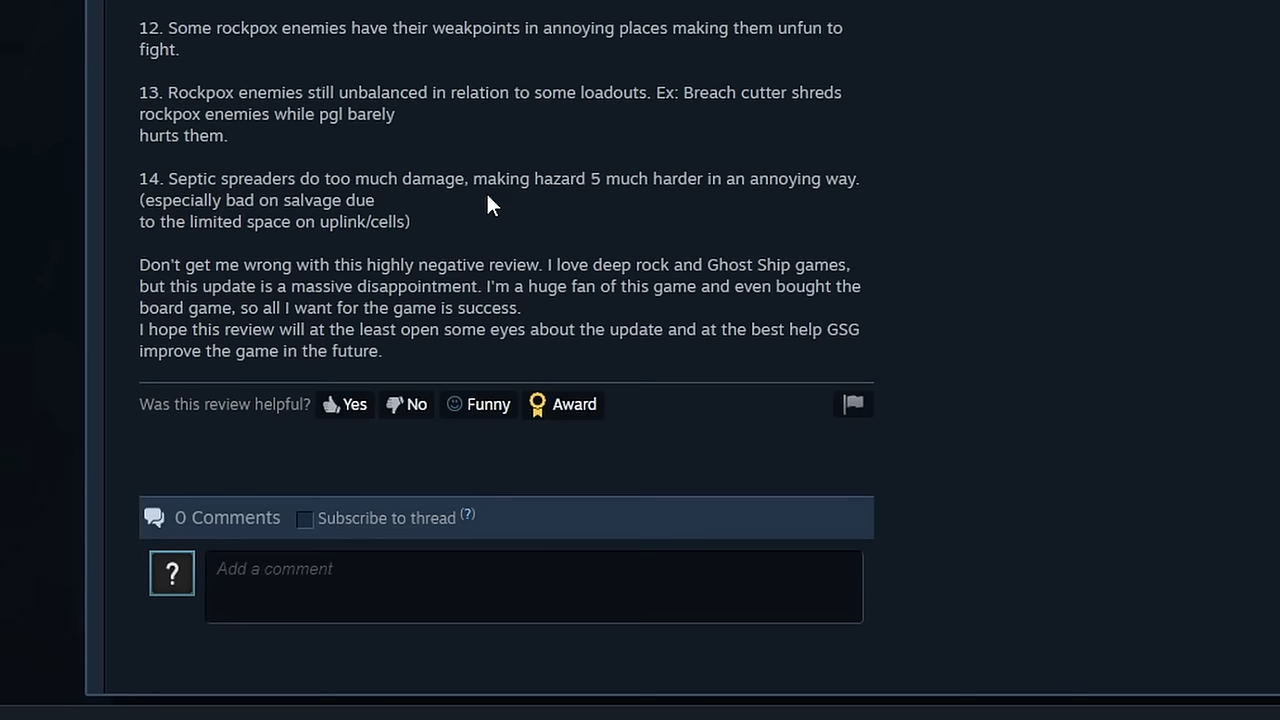 12. Some rockpox enemies have their weakpoints in annoying places making them unfun to
fight.
13. Rockpox enemies still unbalanced in relation to some loadouts. Ex: Breach cutter shreds
rockpox enemies while pgl barely
hurts them.
14. Septic spreaders do too much damage, making hazard 5 much harder in an annoying way.
(especially bad on salvage due
to the limited space on uplink/cells)
Don't get me wrong with this highly negative review. I love deep rock and Ghost Ship games,
but this update is a massive disappointment. I'm a huge fan of this game and even bought the
board game, so all I want for the game is success.
I hope this review will at the least open some eyes about the update and at the best help GSG
improve the game in the future.
Was this review helpful? Yes No Funny Award
0 Comments Subscribe to thread (?)
?
Add a comment